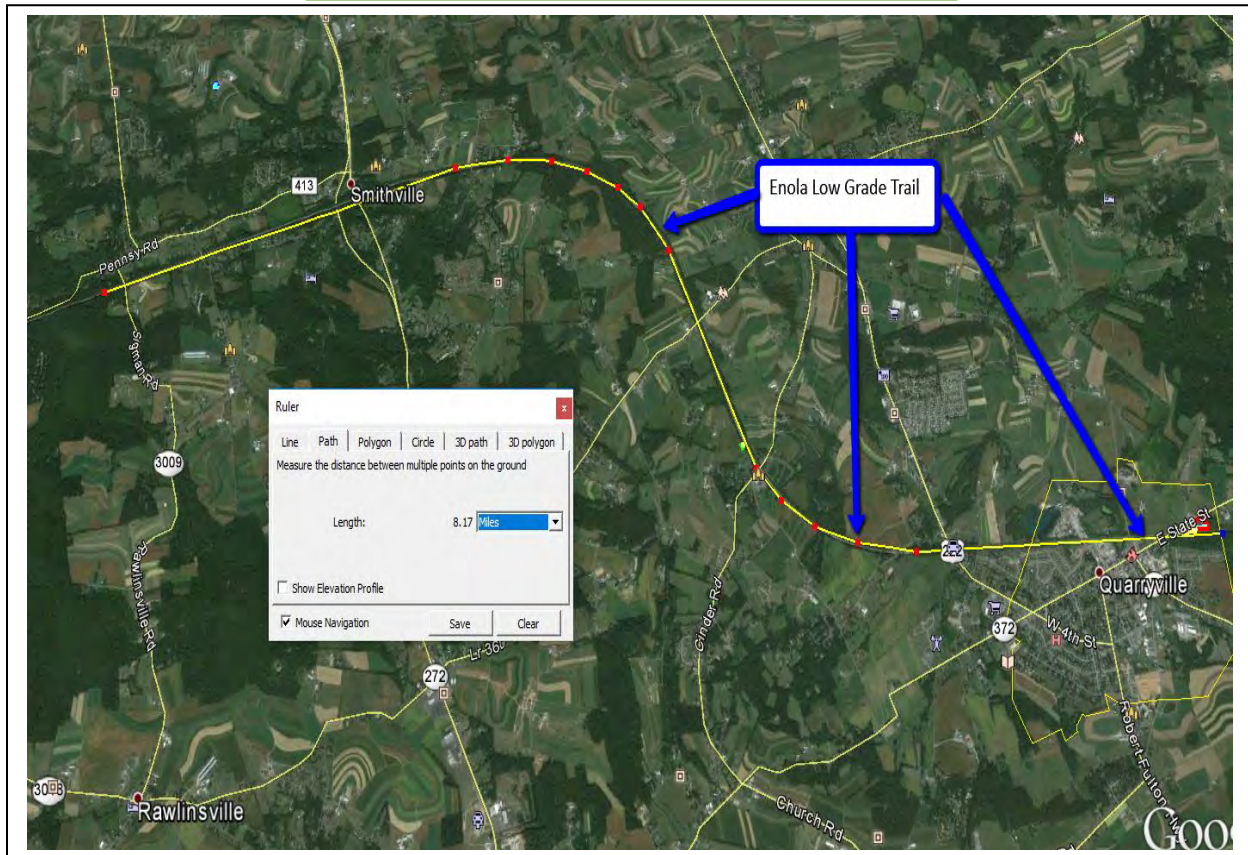 Enola Low Grade Trail
413
Smithville
Pennsy Rd
Sigman Rd
Ruler
x
Line Path Polygon Circle 3D path 3D polygon
Measure the distance between multiple points on the ground
Length: 8.17 Miles
Show Elevation Profile
Mouse Navigation Save Clear
3009
Rawlinsville Rd
272
Rawlinsville
Cinder Rd
Church Rd
222
E State St
Quarryville
372
W 4th St
H
Robert Fulton
Goo